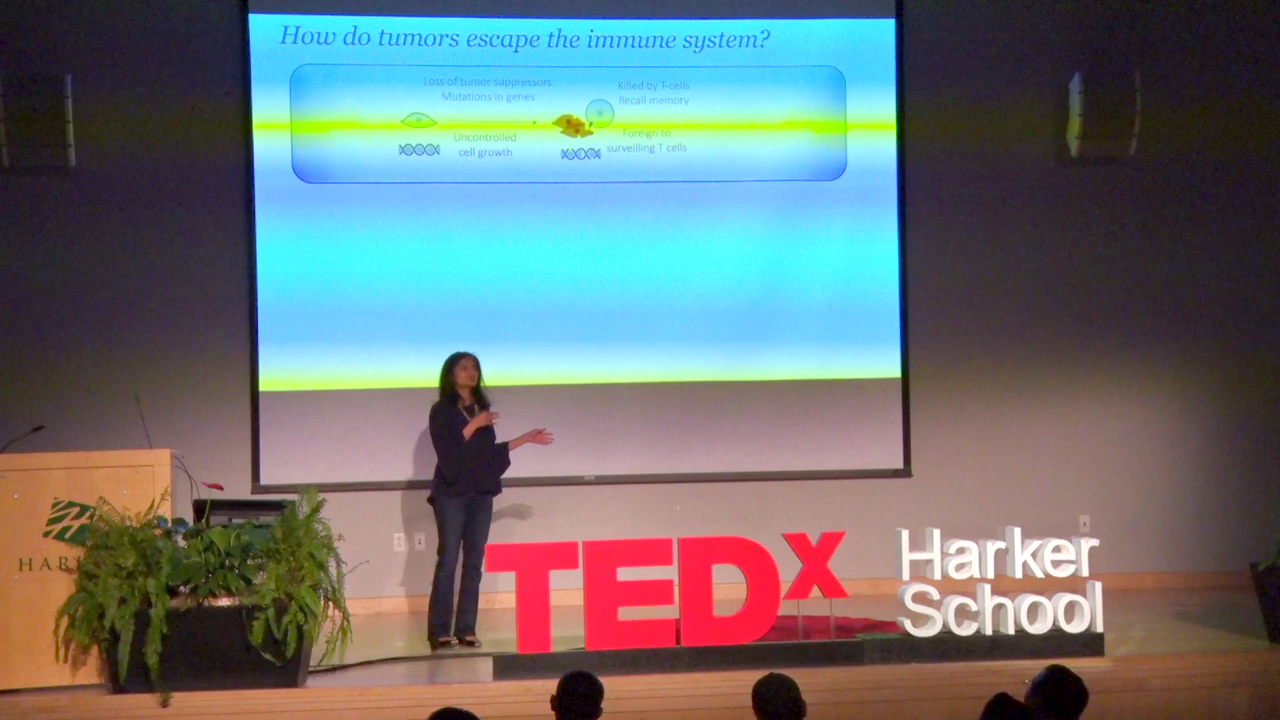 How do tumors escape the immune system?
Loss of tumor suppressors
Mutations in genes
Killed by T-cells
Recall memory
Uncontrolled
cell growth
Foreign to
surveilling T cells
HAR
TEDx
Harker
School